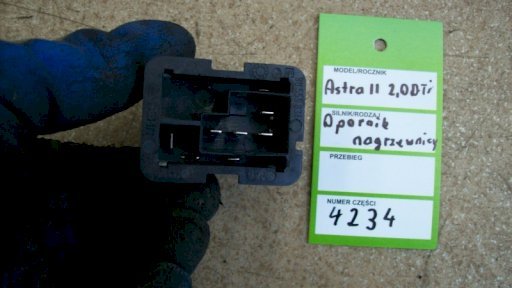 MODEL/ROCZNIK
Astra II 2,0DTi
SILNIK/RODZAJ
Opornik
nagrzewnicy
PRZEBIEG
NUMER CZĘŚCI
4234